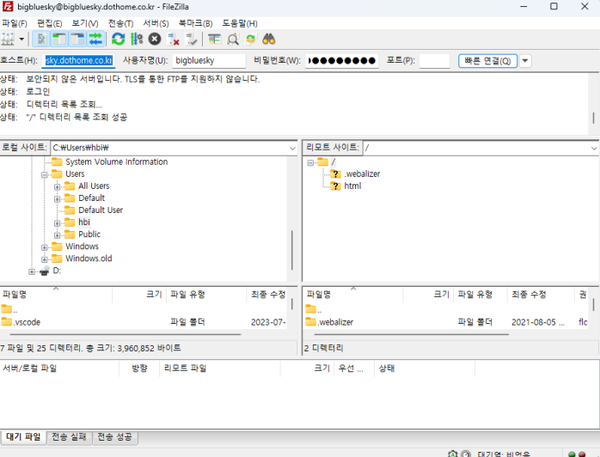 bigbluesky@bigbluesky.dothome.co.kr - FileZilla
파일(F) 편집(E) 보기(V) 전송(T) 서버(S) 북마크(B) 도움말(H)
호스트(H): sky.dothome.co.kr 사용자명(U): bigbluesky 비밀번호(W): ●●●●●●●●● 포트(P): 빠른 연결(Q)
상태: 보안되지 않은 서버입니다. TLS를 통한 FTP를 지원하지 않습니다.
상태: 로그인
상태: 디렉터리 목록 조회...
상태: "/" 디렉터리 목록 조회 성공
로컬 사이트: C:\Users\hbi\
System Volume Information
Users
All Users
Default
Default User
hbi
Public
Windows
Windows.old
D:
리모트 사이트: /
/
.webalizer
html
파일명 크기 파일 유형 최종 수정
..
.vscode 파일 폴더 2023-07-
7 파일 및 25 디렉터리. 총 크기: 3,960,852 바이트
파일명 크기 파일 유형 최종 수정 권
..
.webalizer 파일 폴더 2021-08-05 ... flc
2 디렉터리
서버/로컬 파일 방향 리모트 파일 크기 우선 ... 상태
대기 파일 전송 실패 전송 성공
대기열: 비었음